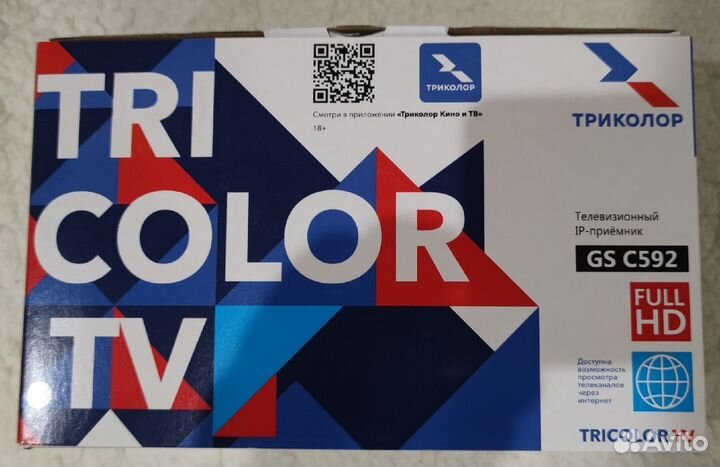 TRI
COLOR
TV
ТРИКОЛОР
Смотри в приложении «Триколор Кино и ТВ»
18+
ТРИКОЛОР
Телевизионный
IP-приёмник
GS C592
FULL
HD
Доступна
возможность
просмотра
телеканалов
через
интернет
TRICOLOR.TV
Avito